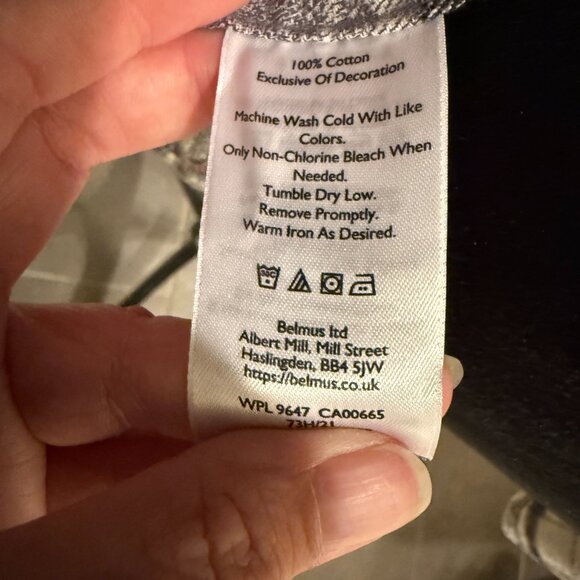 100% Cotton
Exclusive Of Decoration
Machine Wash Cold With Like
Colors.
Only Non-Chlorine Bleach When
Needed.
Tumble Dry Low.
Remove Promptly.
Warm Iron As Desired.
Belmus ltd
Albert Mill, Mill Street
Haslingden, BB4 5JW
https://belmus.co.uk
WPL 9647 CA00665
73H/21